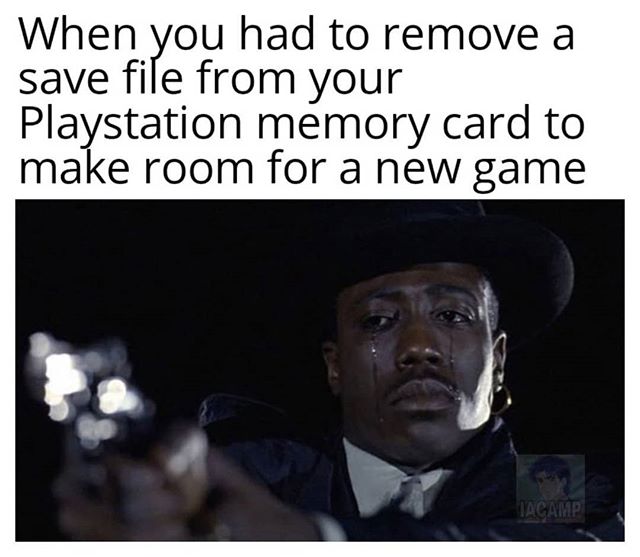 When you had to remove a
save file from your
Playstation memory card to
make room for a new game
IACAMP